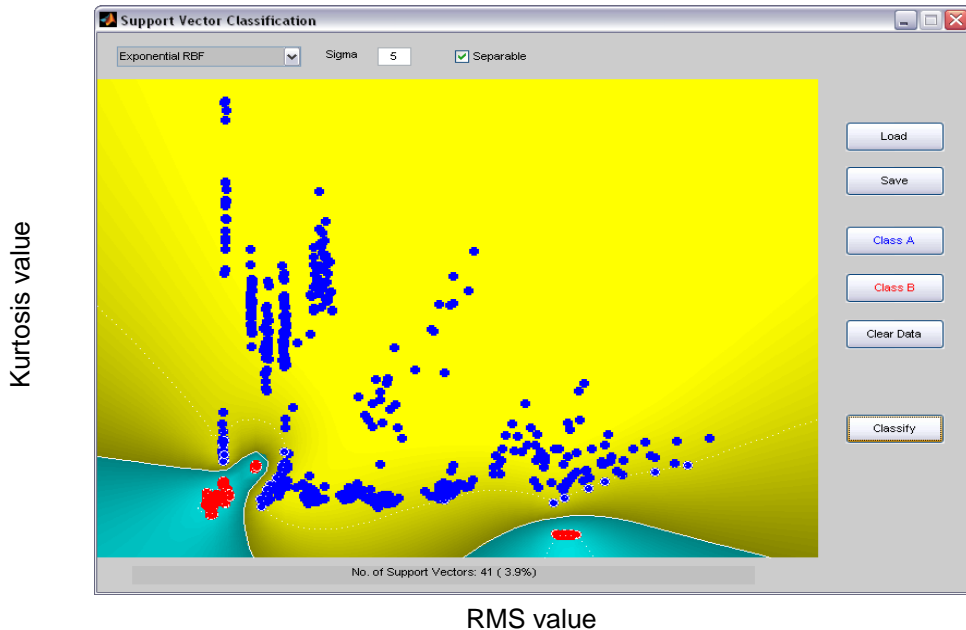 Support Vector Classification
Exponential RBF Sigma 5 Separable
Load
Save
Class A
Class B
Clear Data
Classify
Kurtosis value
No. of Support Vectors: 41 ( 3.9%)
RMS value